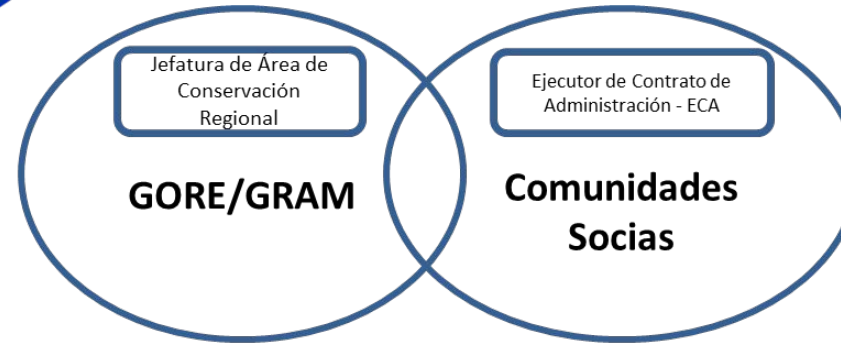 Jefatura de Área de
Conservación
Regional
GORE/GRAM
Ejecutor de Contrato de
Administración - ECA
Comunidades
Socias